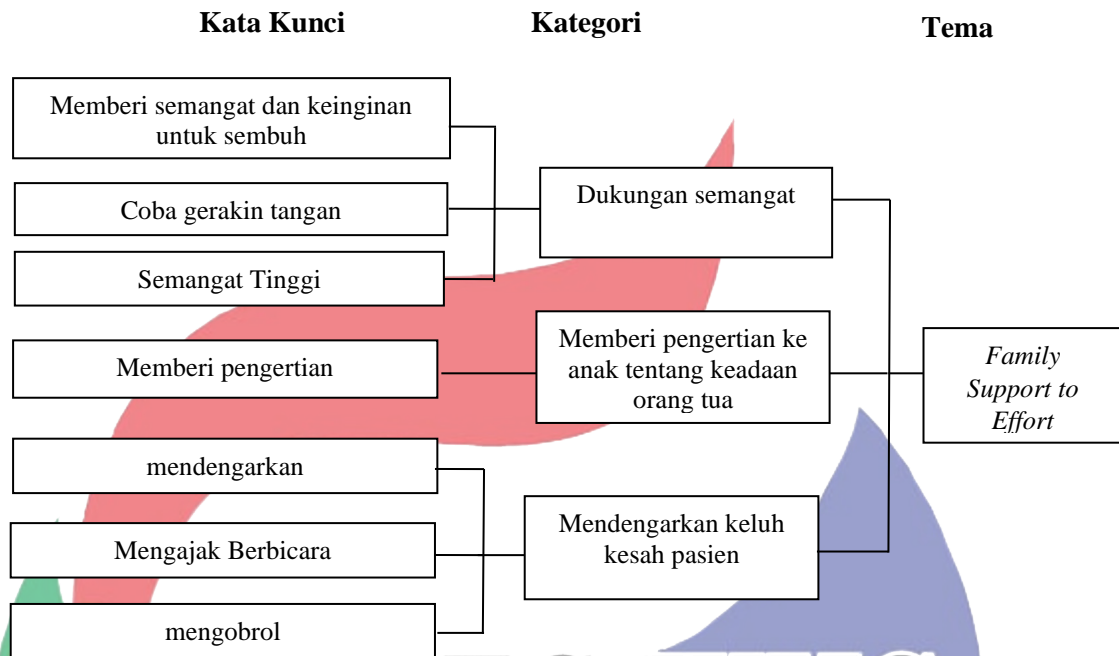 Kata Kunci
Kategori
Tema
Memberi semangat dan keinginan
untuk sembuh
Coba gerakin tangan
Semangat Tinggi
Dukungan semangat
Memberi pengertian
Memberi pengertian ke
anak tentang keadaan
orang tua
Family
Support to
Effort
mendengarkan
Mengajak Berbicara
mengobrol
Mendengarkan keluh
kesah pasien